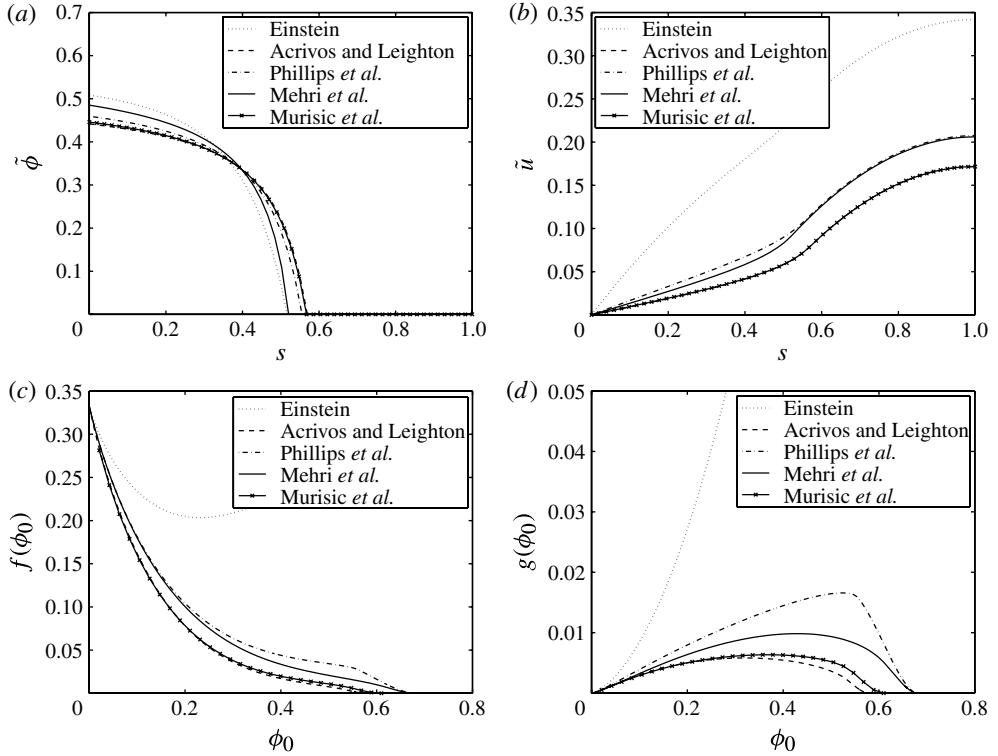 (a)
0.7
0.6
0.5
0.4
0.3
0.2
0.1
0
0.2
0.4
0.6
0.8
1.0
ϕ̃
s
Einstein
Acrivos and Leighton
Phillips et al.
Mehri et al.
Murisic et al.
(b)
0.35
0.30
0.25
0.20
0.15
0.10
0.05
0
0.2
0.4
0.6
0.8
1.0
ũ
s
Einstein
Acrivos and Leighton
Phillips et al.
Mehri et al.
Murisic et al.
(c)
0.35
0.30
0.25
0.20
0.15
0.10
0.05
0
0.2
0.4
0.6
0.8
f(ϕ0)
ϕ0
Einstein
Acrivos and Leighton
Phillips et al.
Mehri et al.
Murisic et al.
(d)
0.05
0.04
0.03
0.02
0.01
0
0.2
0.4
0.6
0.8
g(ϕ0)
ϕ0
Einstein
Acrivos and Leighton
Phillips et al.
Mehri et al.
Murisic et al.